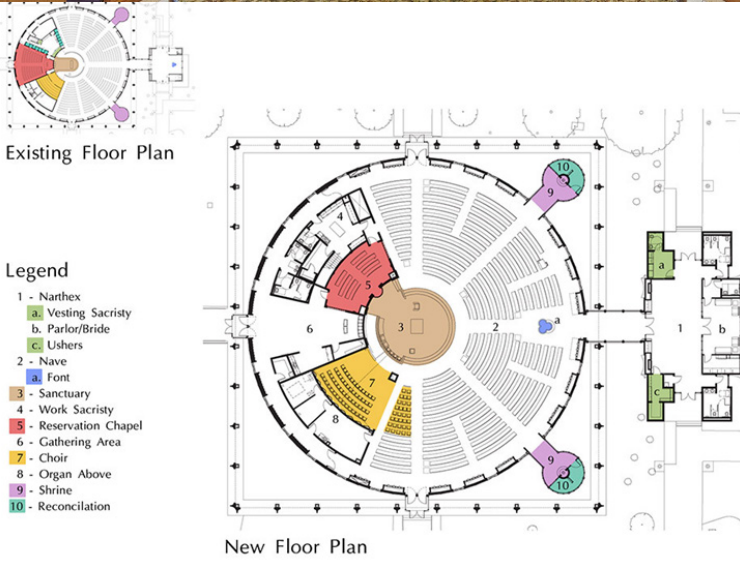 Existing Floor Plan
Legend
1 - Narthex
a. Vesting Sacristy
b. Parlor/Bride
c. Ushers
2 - Nave
a. Font
3 - Sanctuary
4 - Work Sacristy
5 - Reservation Chapel
6 - Gathering Area
7 - Choir
8 - Organ Above
9 - Shrine
10 - Reconcilation
10
9
4
5
a
6
3
2
a
1
b
7
8
c
9
10
New Floor Plan